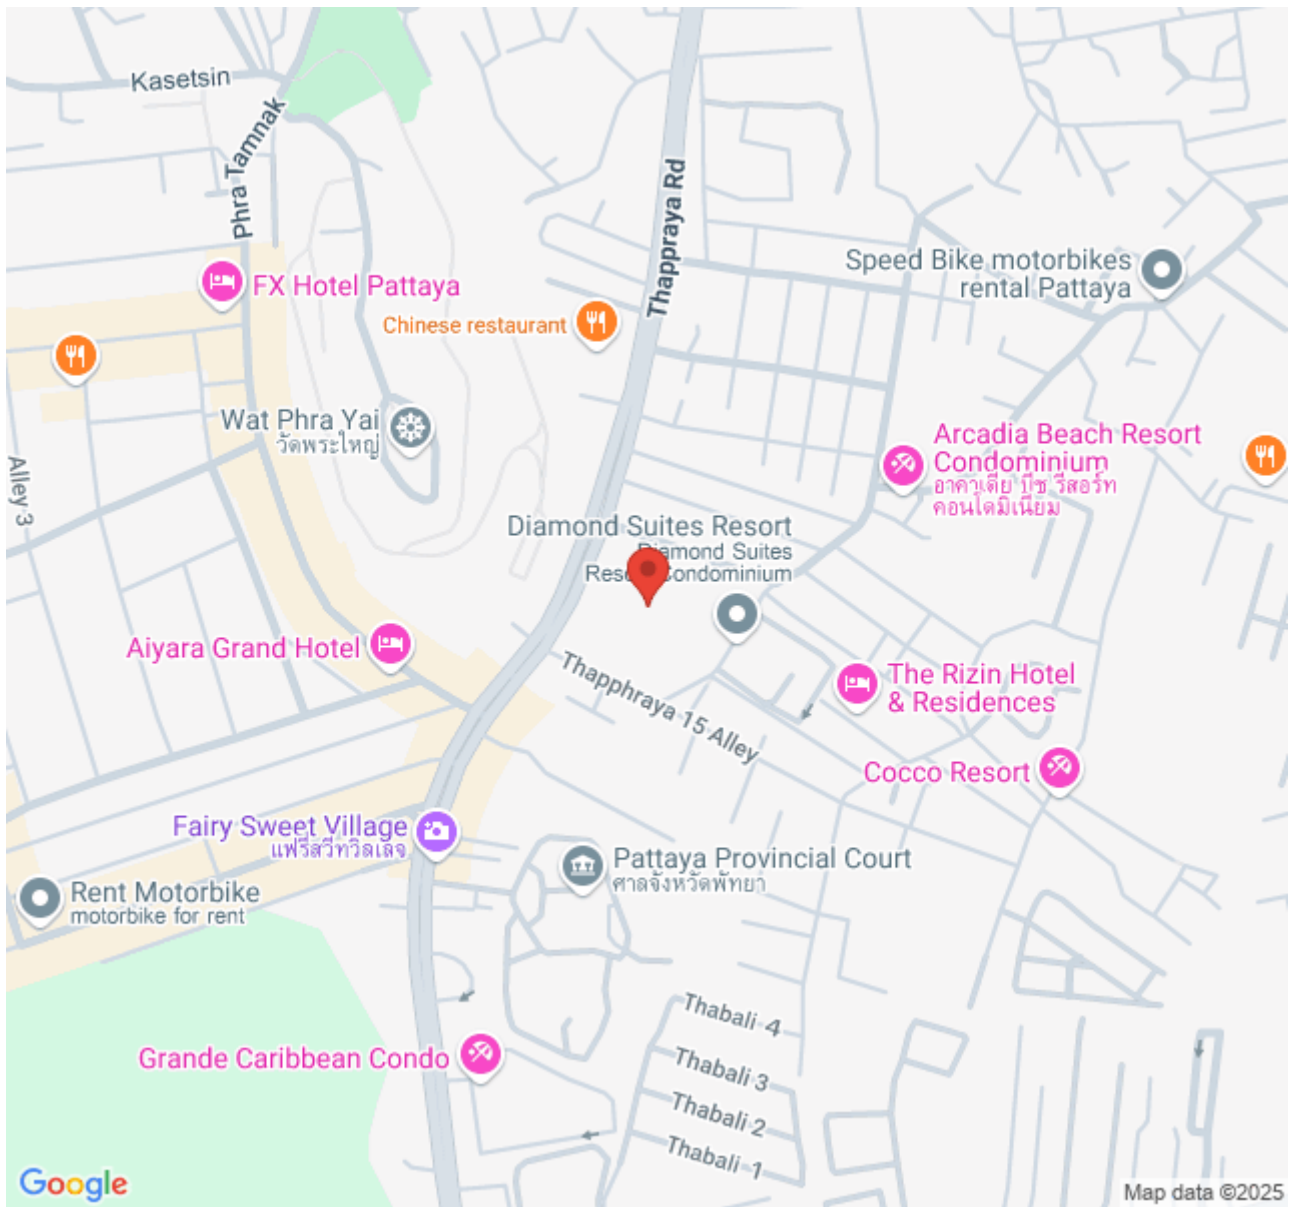 Kasetsin
Phra Tamnak
Thappraya Rd
Speed Bike motorbikes
rental Pattaya
FX Hotel Pattaya
Chinese restaurant
Wat Phra Yai
วัดพระใหญ่
Arcadia Beach Resort
Condominium
อาคาเดีย บีช รีสอร์ท
คอนโดมิเนียม
Alley 3
Diamond Suites Resort
Diamond Suites
Resort Condominium
Aiyara Grand Hotel
Thapphraya 15 Alley
The Rizin Hotel
& Residences
Cocco Resort
Fairy Sweet Village
แฟรี่สวีทวิลเลจ
Pattaya Provincial Court
ศาลจังหวัดพัทยา
Rent Motorbike
motorbike for rent
Thabali 4
Grande Caribbean Condo
Thabali 3
Thabali 2
Thabali 1
Google
Map data ©2025